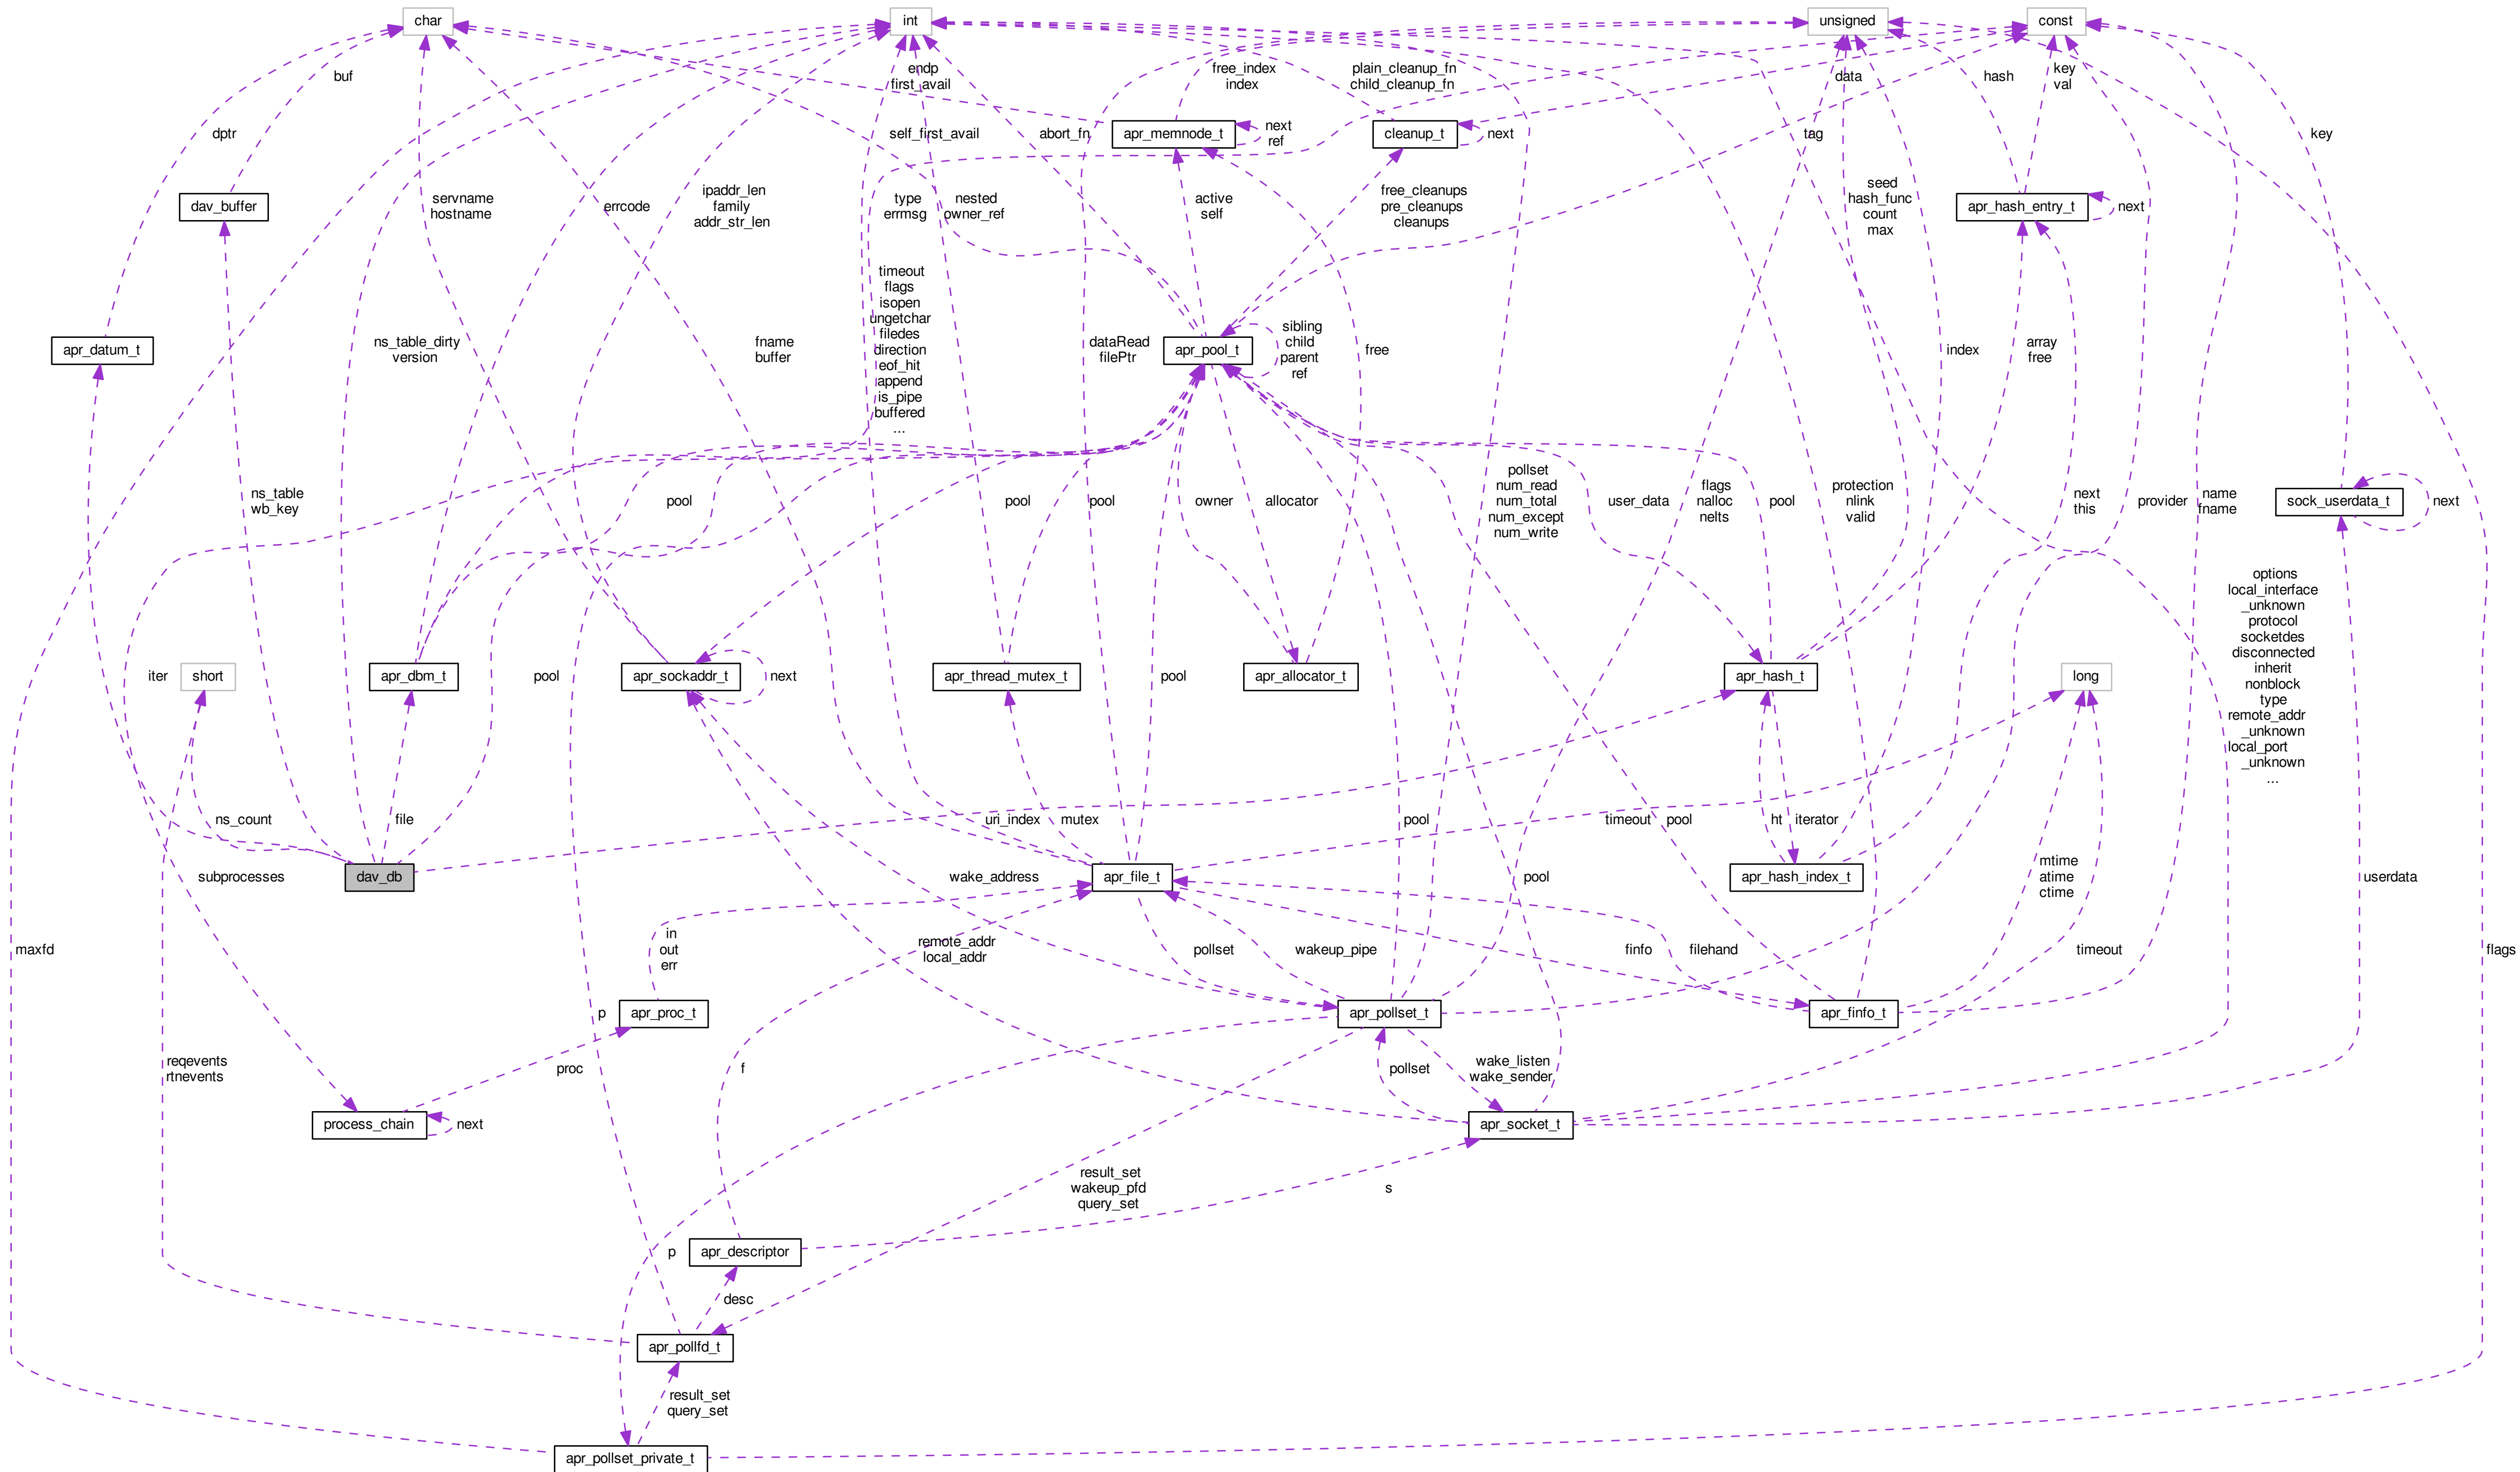 char
int
unsigned
const
buf
endp
first_avail
free_index
index
plain_cleanup_fn
child_cleanup_fn
data
hash
key
val
dptr
self_first_avail
abort_fn
apr_memnode_t
next
ref
cleanup_t
next
tag
key
dav_buffer
servname
hostname
errcode
ipaddr_len
family
addr_str_len
type
errmsg
nested
owner_ref
active
self
free_cleanups
pre_cleanups
cleanups
seed
hash_func
count
max
apr_hash_entry_t
next
apr_datum_t
ns_table_dirty
version
fname
buffer
timeout
flags
isopen
ungetchar
filedes
direction
eof_hit
append
is_pipe
buffered
...
dataRead
filePtr
apr_pool_t
sibling
child
parent
ref
free
index
array
free
ns_table
wb_key
pool
pool
pool
owner
allocator
pollset
num_read
num_total
num_except
num_write
user_data
flags
nalloc
nelts
pool
protection
nlink
valid
next
this
provider
name
fname
sock_userdata_t
next
iter
short
apr_dbm_t
pool
apr_sockaddr_t
next
apr_thread_mutex_t
pool
apr_allocator_t
apr_hash_t
long
options
local_interface
_unknown
protocol
socketdes
disconnected
inherit
nonblock
type
remote_addr
_unknown
local_port
_unknown
...
ns_count
file
uri_index
mutex
pool
timeout
pool
ht
iterator
subprocesses
dav_db
wake_address
apr_file_t
pool
apr_hash_index_t
mtime
atime
ctime
userdata
maxfd
in
out
err
remote_addr
local_addr
pollset
wakeup_pipe
finfo
filehand
timeout
flags
apr_proc_t
p
apr_pollset_t
apr_finfo_t
reqevents
rtnevents
proc
f
pollset
wake_listen
wake_sender
process_chain
next
apr_socket_t
result_set
wakeup_pfd
query_set
s
p
apr_descriptor
desc
apr_pollfd_t
result_set
query_set
apr_pollset_private_t